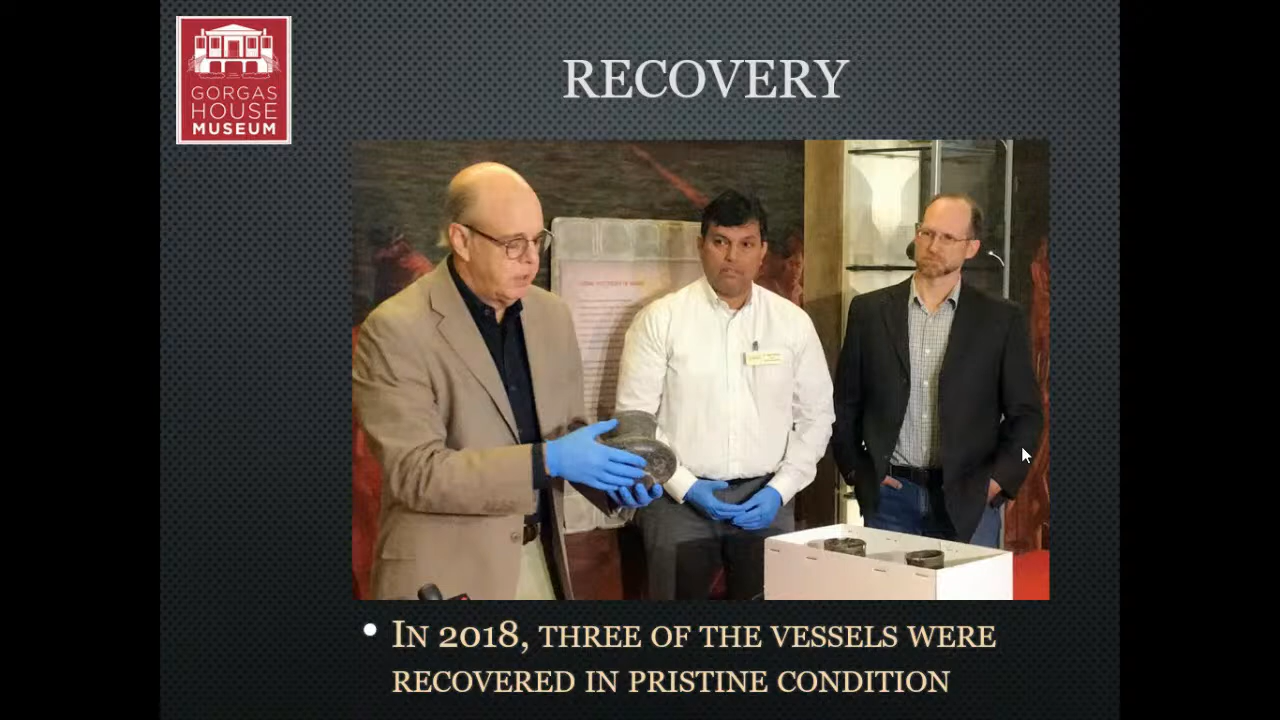 GORGAS
HOUSE
MUSEUM
RECOVERY
• In 2018, three of the vessels were
recovered in pristine condition